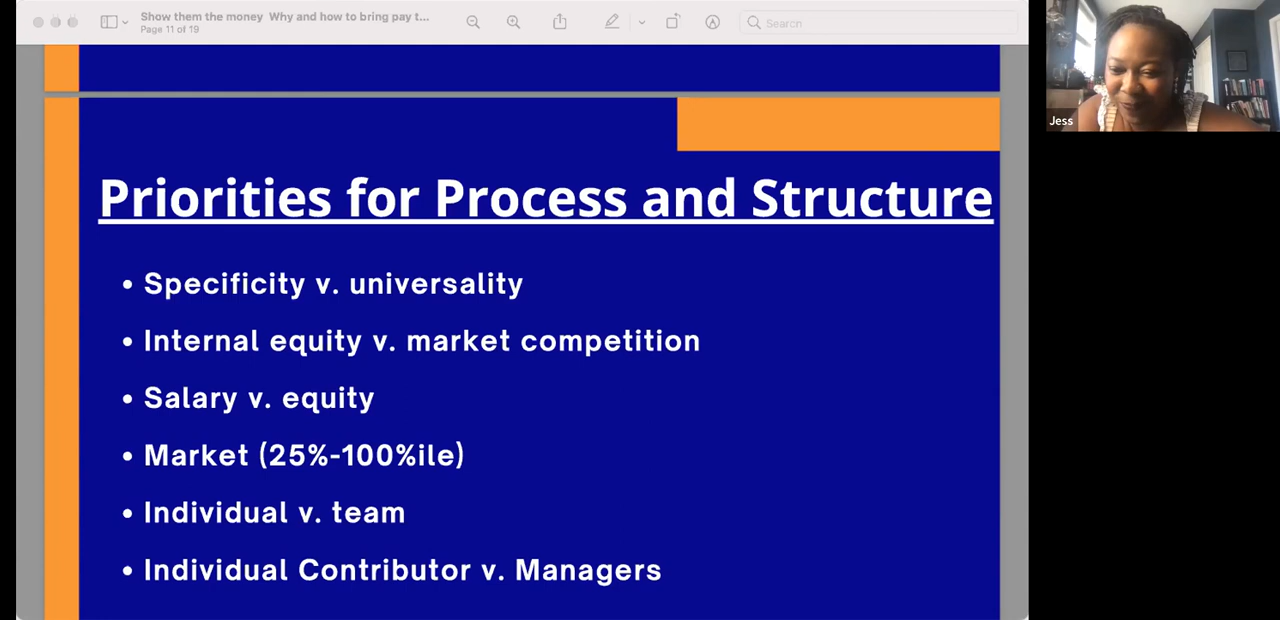 Show them the money  Why and how to bring pay t...
Page 11 of 19
Search
Jess
Priorities for Process and Structure
• Specificity v. universality
• Internal equity v. market competition
• Salary v. equity
• Market (25%-100%ile)
• Individual v. team
• Individual Contributor v. Managers